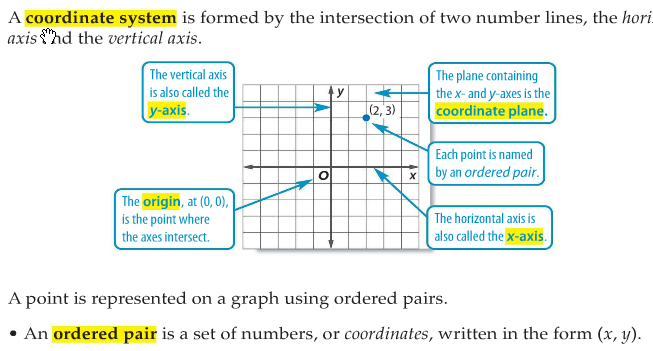 A coordinate system is formed by the intersection of two number lines, the hori
axis and the vertical axis.
The vertical axis
is also called the
y-axis.
The plane containing
the x- and y-axes is the
coordinate plane.
y
(2, 3)
Each point is named
by an ordered pair.
O
x
The origin, at (0, 0),
is the point where
the axes intersect.
The horizontal axis is
also called the x-axis.
A point is represented on a graph using ordered pairs.
• An ordered pair is a set of numbers, or coordinates, written in the form (x, y).